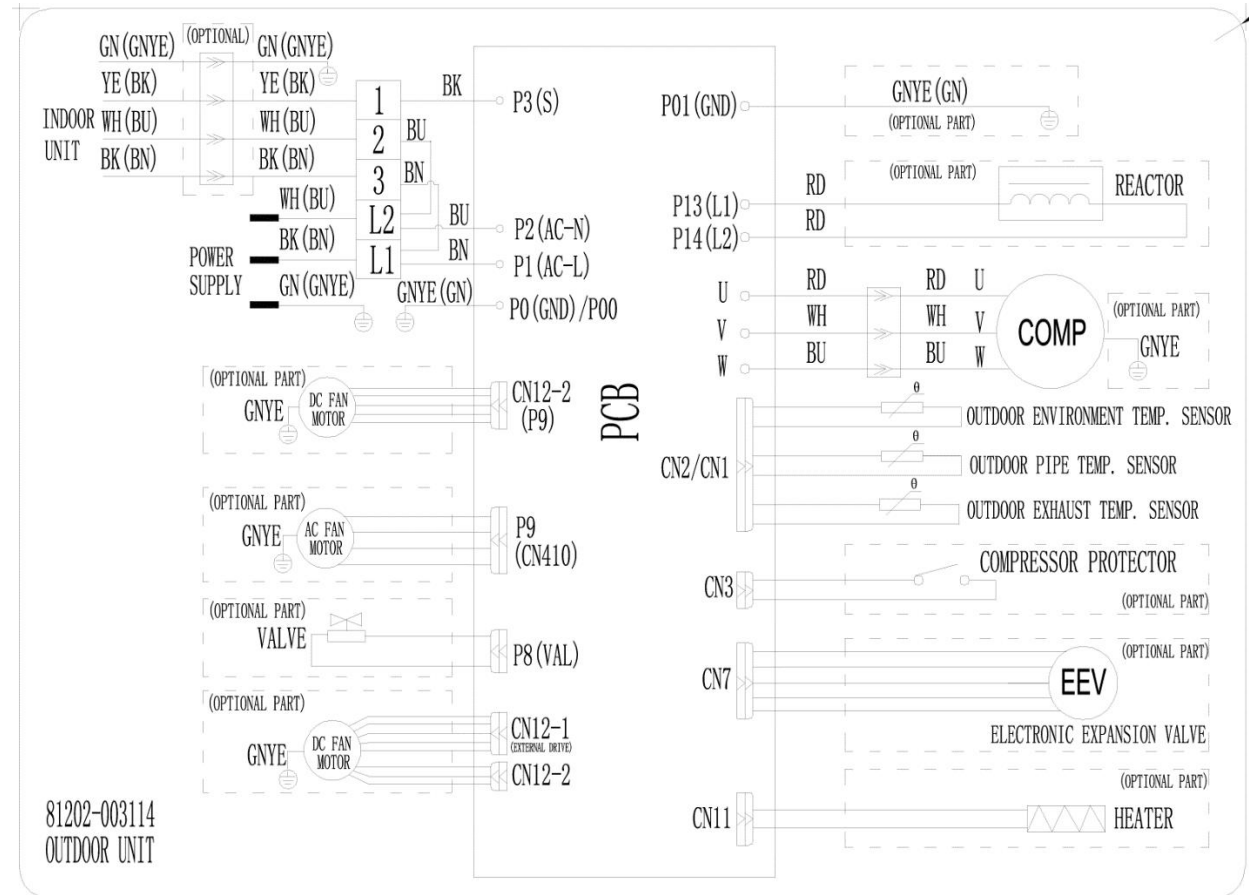 (OPTIONAL)
GN(GNYE)
GN(GNYE)
YE(BK)
YE(BK)
INDOOR
UNIT
WH(BU)
WH(BU)
BK(BN)
BK(BN)
1
2
3
L2
L1
BK
BU
BN
BU
BN
P3(S)
P2(AC-N)
P1(AC-L)
P0(GND)/P00
WH(BU)
BK(BN)
POWER
SUPPLY
GN(GNYE)
GNYE(GN)
(OPTIONAL PART)
GNYE
DC FAN
MOTOR
CN12-2
(P9)
(OPTIONAL PART)
GNYE
AC FAN
MOTOR
P9
(CN410)
(OPTIONAL PART)
VALVE
P8(VAL)
(OPTIONAL PART)
GNYE
DC FAN
MOTOR
CN12-1
(EXTERNAL DRIVE)
CN12-2
81202-003114
OUTDOOR UNIT
PCB
P01(GND)
GNYE(GN)
(OPTIONAL PART)
(OPTIONAL PART)
P13(L1)
RD
REACTOR
P14(L2)
RD
U
RD
RD
U
V
WH
WH
V
W
BU
BU
W
COMP
(OPTIONAL PART)
GNYE
CN2/CN1
θ
OUTDOOR ENVIRONMENT TEMP. SENSOR
θ
OUTDOOR PIPE TEMP. SENSOR
θ
OUTDOOR EXHAUST TEMP. SENSOR
CN3
COMPRESSOR PROTECTOR
(OPTIONAL PART)
CN7
(OPTIONAL PART)
EEV
ELECTRONIC EXPANSION VALVE
CN11
(OPTIONAL PART)
HEATER